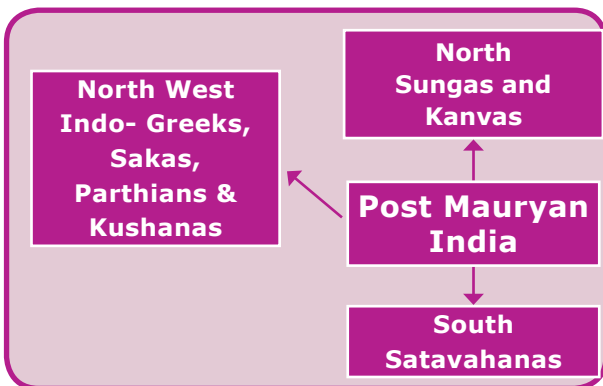 North West
Indo- Greeks,
Sakas,
Parthians &
Kushanas
North
Sungas and
Kanvas
Post Mauryan
India
South
Satavahanas